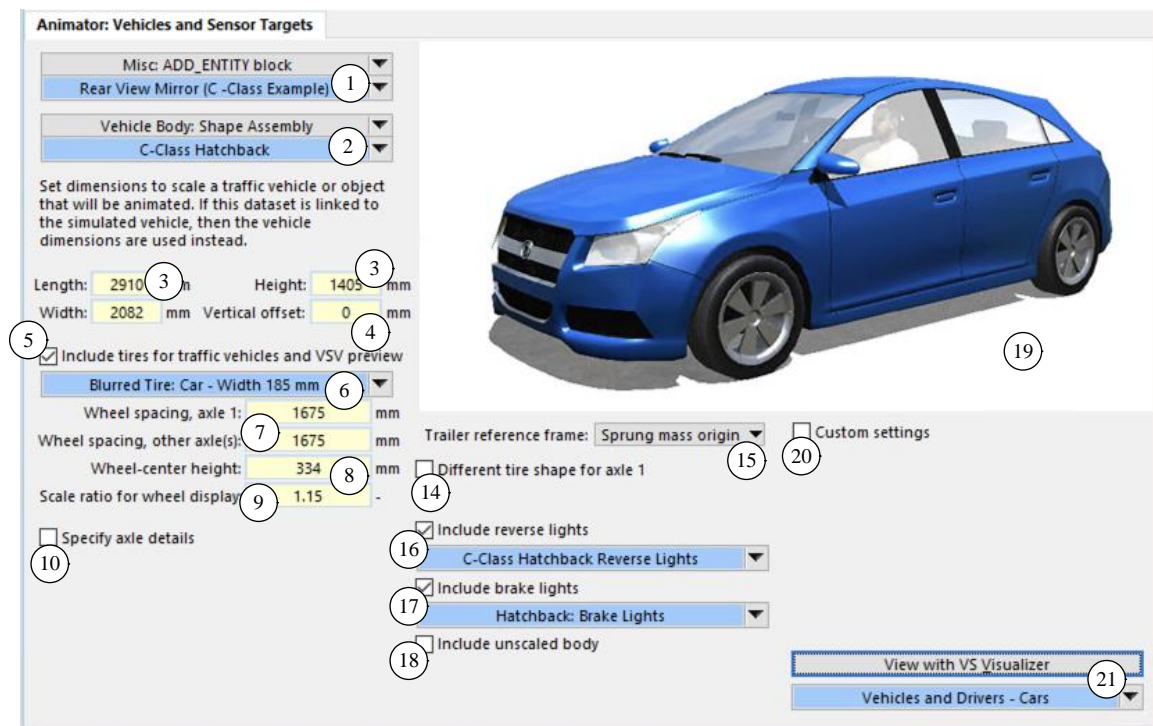 Animator: Vehicles and Sensor Targets
Misc: ADD_ENTITY block
Rear View Mirror (C -Class Example)
1
Vehicle Body: Shape Assembly
C-Class Hatchback
2
Set dimensions to scale a traffic vehicle or object
that will be animated. If this dataset is linked to
the simulated vehicle, then the vehicle
dimensions are used instead.
Length: 2910 3 Height: 1405 3 mm
Width: 2082 mm Vertical offset: 0 4 mm
5 Include tires for traffic vehicles and VSV preview
Blurred Tire: Car - Width 185 mm 6
Wheel spacing, axle 1: 1675 mm
7
Wheel spacing, other axle(s): 1675 mm
Wheel-center height: 334 8 mm
Scale ratio for wheel display 9 1.15 -
10 Specify axle details
19
Trailer reference frame: Sprung mass origin 15
20 Custom settings
14 Different tire shape for axle 1
16 Include reverse lights
C-Class Hatchback Reverse Lights
17 Include brake lights
Hatchback: Brake Lights
18 Include unscaled body
View with VS Visualizer
21
Vehicles and Drivers - Cars